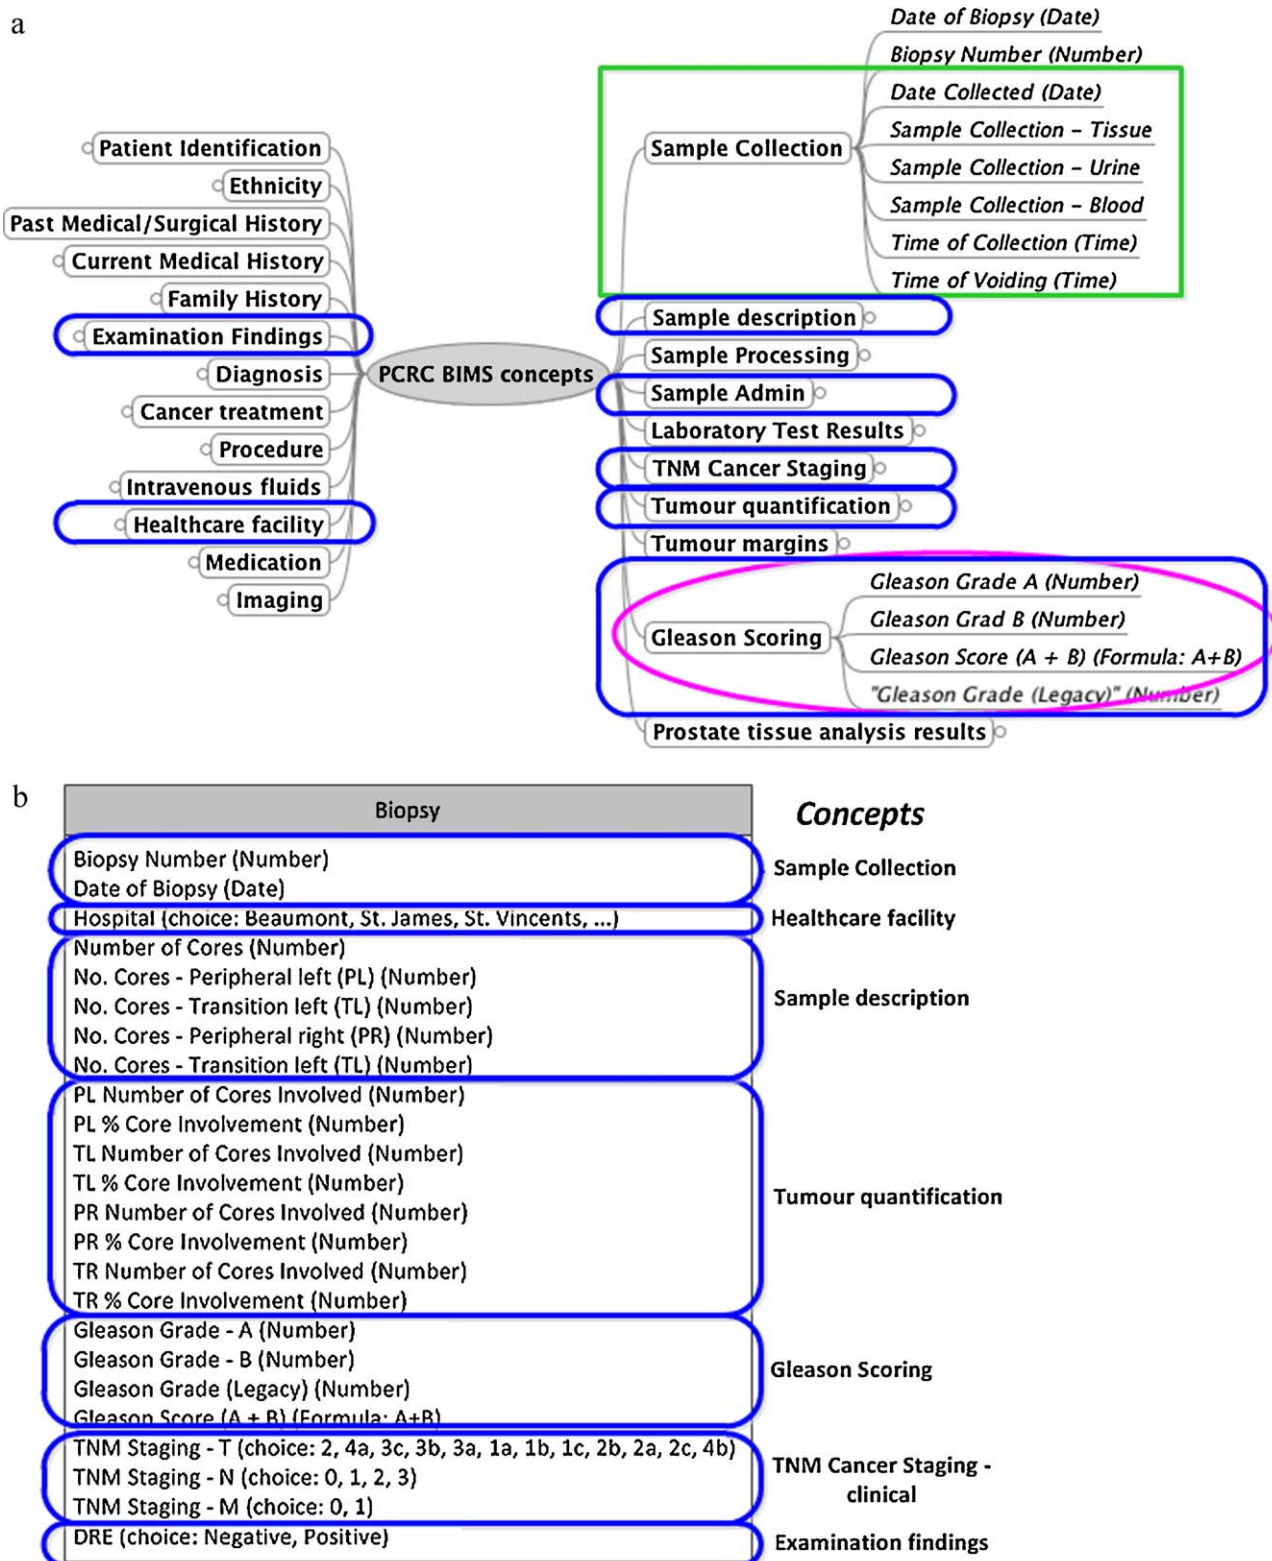 a
Patient Identification
Ethnicity
Past Medical/Surgical History
Current Medical History
Family History
Examination Findings
Diagnosis
Cancer treatment
Procedure
Intravenous fluids
Healthcare facility
Medication
Imaging
PCRC BIMS concepts
Sample Collection
Date of Biopsy (Date)
Biopsy Number (Number)
Date Collected (Date)
Sample Collection – Tissue
Sample Collection – Urine
Sample Collection – Blood
Time of Collection (Time)
Time of Voiding (Time)
Sample description
Sample Processing
Sample Admin
Laboratory Test Results
TNM Cancer Staging
Tumour quantification
Tumour margins
Gleason Scoring
Gleason Grade A (Number)
Gleason Grad B (Number)
Gleason Score (A + B) (Formula: A+B)
"Gleason Grade (Legacy)" (Number)
Prostate tissue analysis results
b
Biopsy
Concepts
Biopsy Number (Number)
Date of Biopsy (Date)
Sample Collection
Hospital (choice: Beaumont, St. James, St. Vincents, ...)
Healthcare facility
Number of Cores (Number)
No. Cores - Peripheral left (PL) (Number)
No. Cores - Transition left (TL) (Number)
No. Cores - Peripheral right (PR) (Number)
No. Cores - Transition left (TL) (Number)
Sample description
PL Number of Cores Involved (Number)
PL % Core Involvement (Number)
TL Number of Cores Involved (Number)
TL % Core Involvement (Number)
PR Number of Cores Involved (Number)
PR % Core Involvement (Number)
TR Number of Cores Involved (Number)
TR % Core Involvement (Number)
Tumour quantification
Gleason Grade - A (Number)
Gleason Grade - B (Number)
Gleason Grade (Legacy) (Number)
Gleason Score (A + B) (Formula: A+B)
Gleason Scoring
TNM Staging - T (choice: 2, 4a, 3c, 3b, 3a, 1a, 1b, 1c, 2b, 2a, 2c, 4b)
TNM Staging - N (choice: 0, 1, 2, 3)
TNM Staging - M (choice: 0, 1)
TNM Cancer Staging -
clinical
DRE (choice: Negative, Positive)
Examination findings